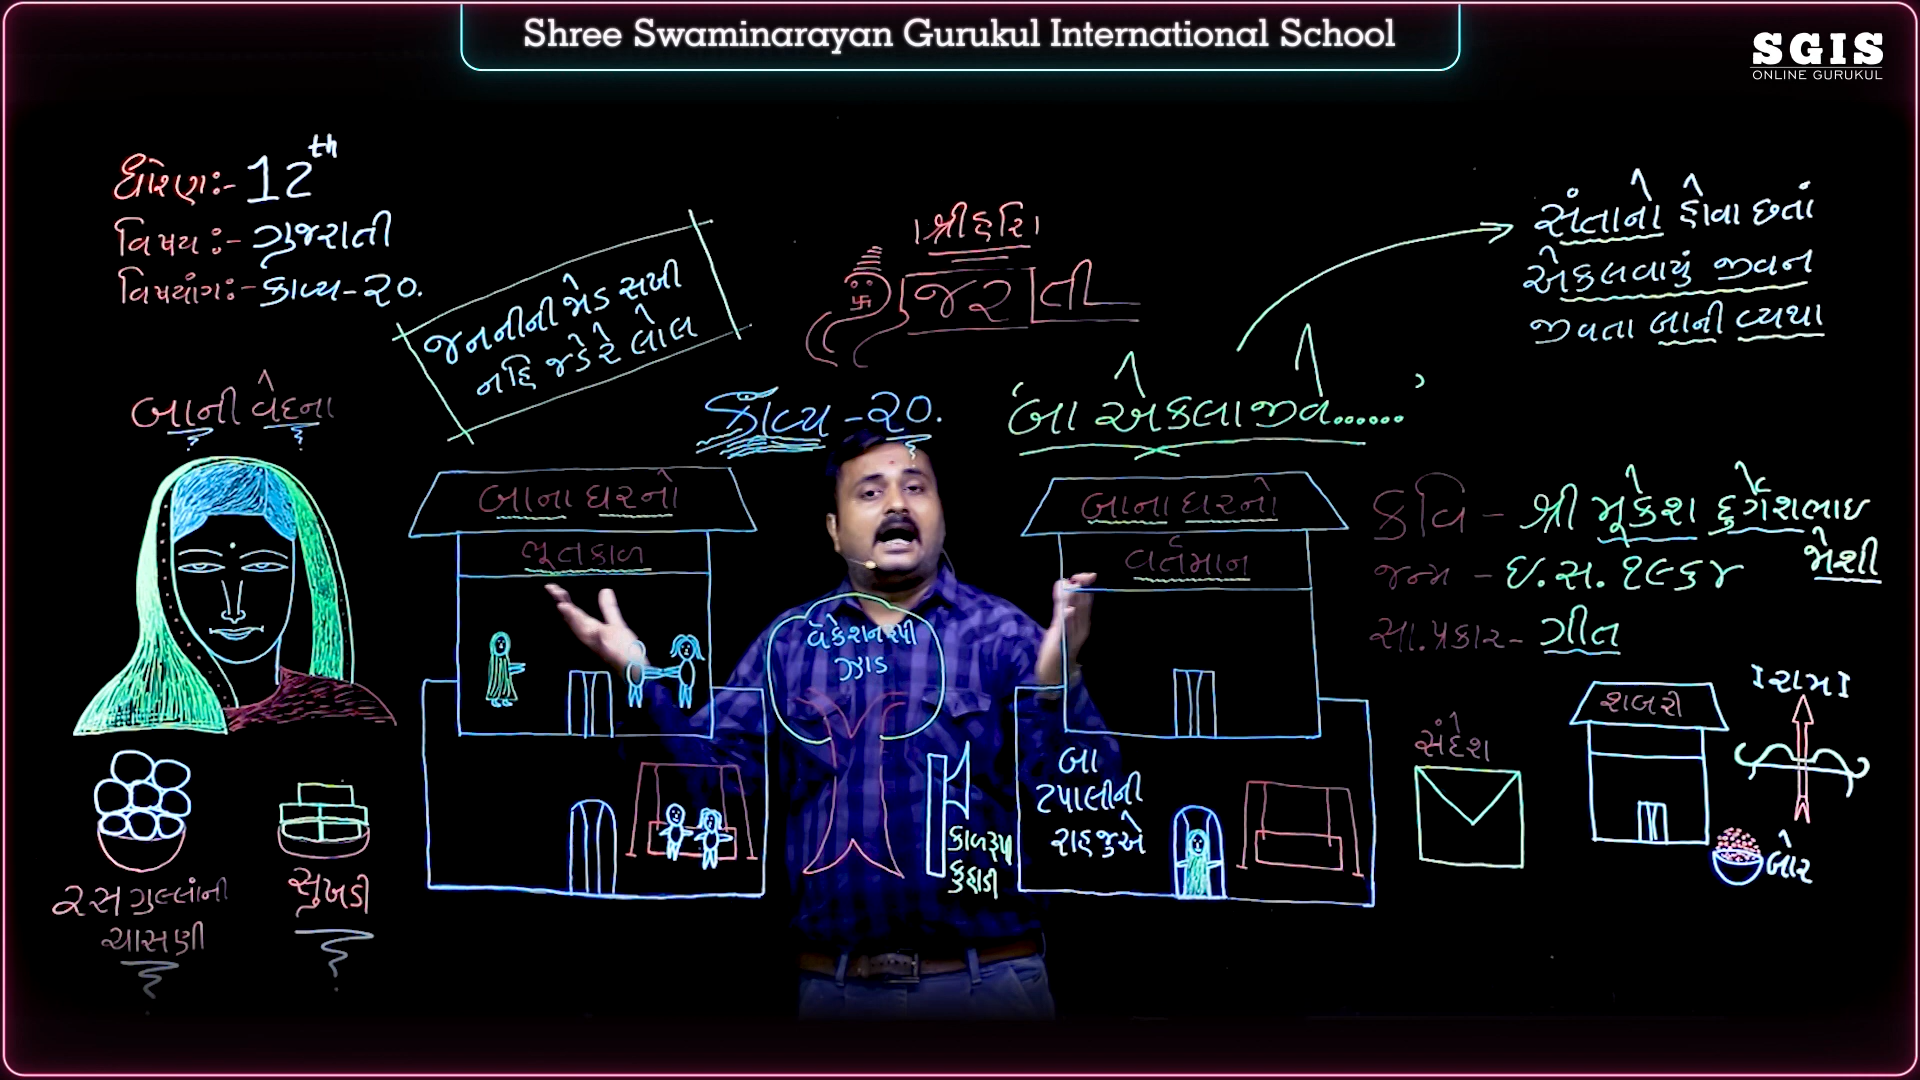 Shree Swaminarayan Gurukul International School
SGIS
ONLINE GURUKUL
ધોરણઃ- 12th
વિષયઃ- ગુજરાતી
વિષયાંગઃ- કાવ્ય-૨૦.
જનનીની જોડ સખી
નહિ જડે રે લોલ
।શ્રીહરિ।
સંતાનો હોવા છતાં
એકલવાયું જીવન
જીવતા બાની વ્યથા
બાની વેદના
કાવ્ય-૨૦.
'બા એકલા જીવે......'
બાના ઘરનો
ભૂતકાળ
બાના ઘરનો
વર્તમાન
કવિ - શ્રી મૂકેશ દુર્ગેશભાઇ
જોશી
જન્મ - ઇ.સ. ૧૯૬૪
સા.પ્રકાર- ગીત
વૅકેશનરૂપી
ઝાડ
કાળરૂપી
કુહાડી
બા
ટપાલીની
રાહ જુએ
સંદેશ
શબરી
।રામ।
બોર
રસગુલ્લાંની
ચાસણી
સુખડી